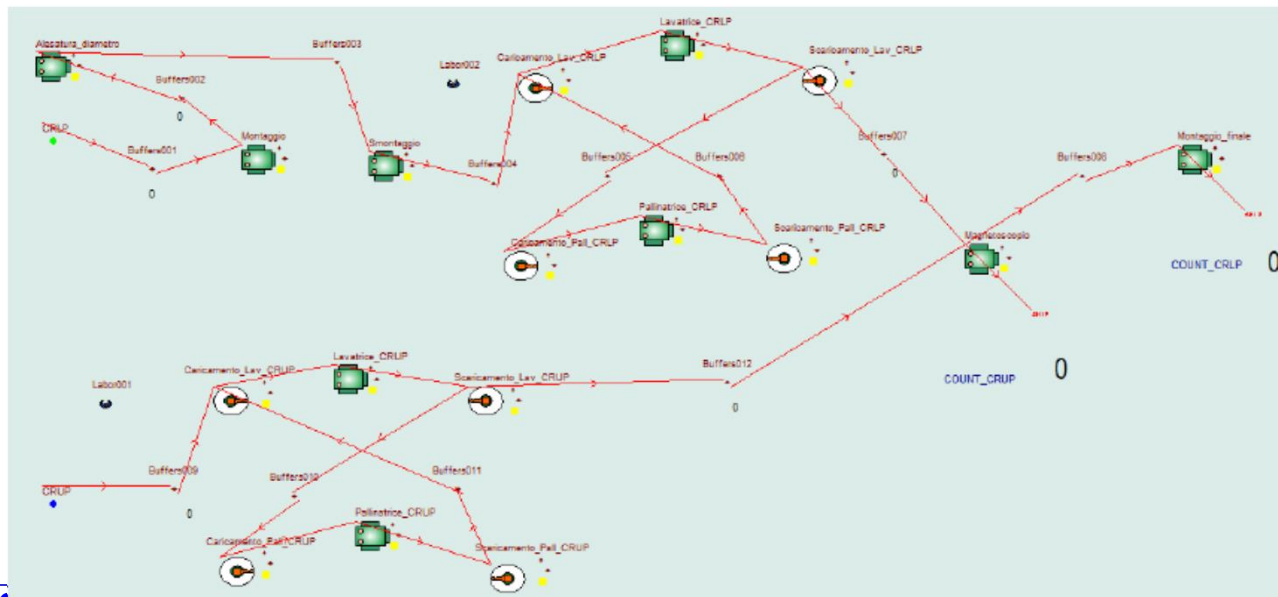 Lavatrice_CRLP
Alesatura_diametro
Buffers003
Labor002
Caricamento_Lav_CRLP
Scaricamento_Lav_CRLP
Buffers002
0
CRLP
Buffers001
Montaggio
0
Smontaggio
Buffers004
Buffers005
Buffers007
0
Montaggio_finale
Pallinatrice_CRLP
Caricamento_Pall_CRLP
Scaricamento_Pall_CRLP
Magnetoscopio
COUNT_CRLP 0
Lavatrice_CRUP
Labor001
Caricamento_Lav_CRUP
Scaricamento_Lav_CRUP
Buffers012
0
COUNT_CRUP 0
CRUP
Buffers009
0
Buffers010
Buffers011
Pallinatrice_CRUP
Caricamento_Pall_CRUP
Scaricamento_Pall_CRUP